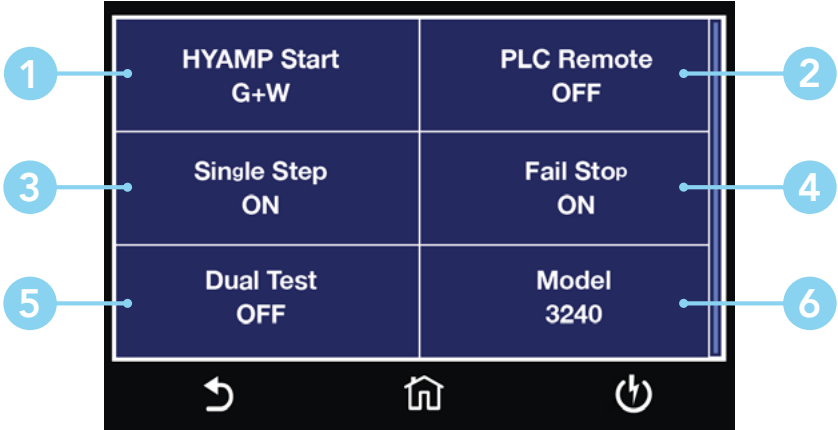 1
HYAMP Start
G+W
PLC Remote
OFF
2
3
Single Step
ON
Fail Stop
ON
4
5
Dual Test
OFF
Model
3240
6